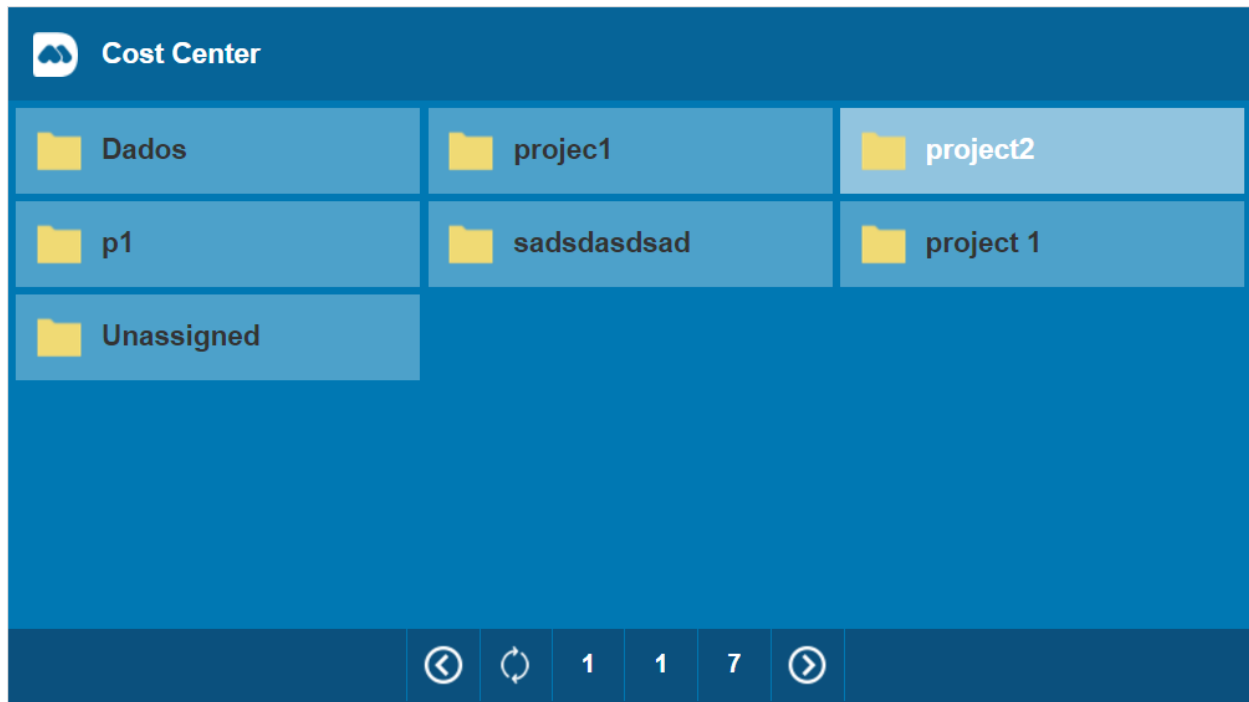 Cost Center
Dados
projec1
project2
p1
sadsdasdsad
project 1
Unassigned
1 1 7